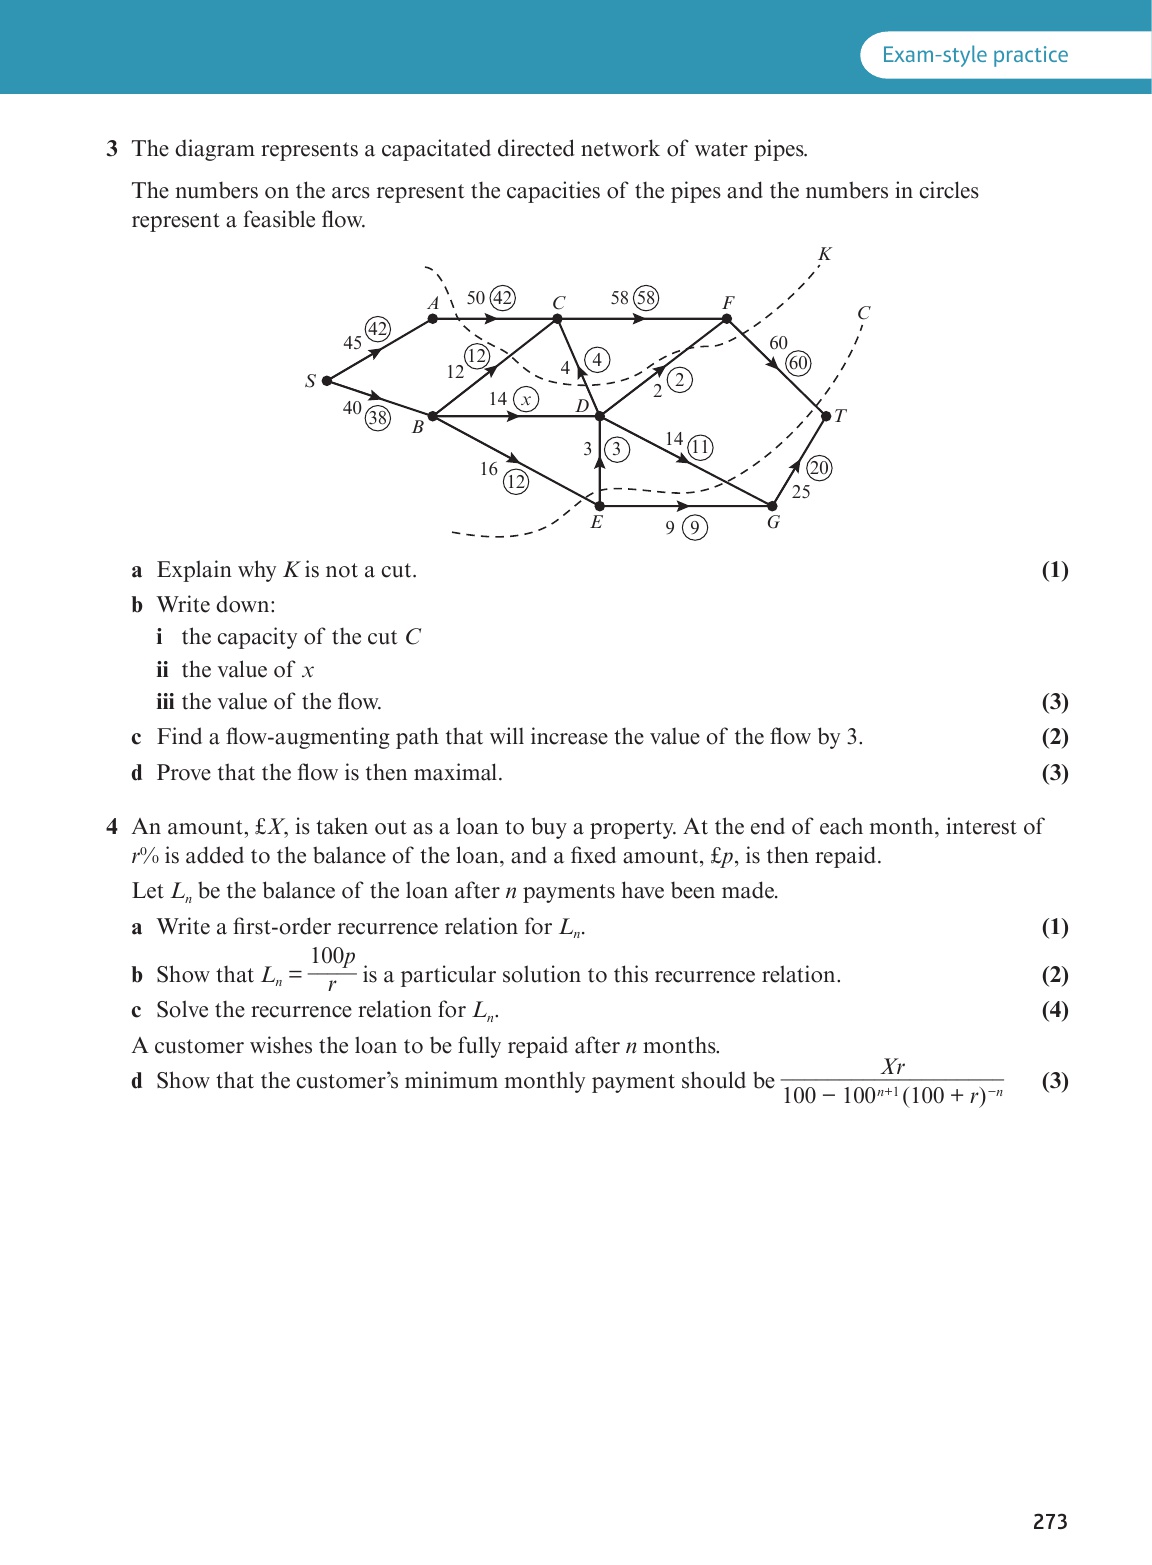 Exam-style practice
3 The diagram represents a capacitated directed network of water pipes.
The numbers on the arcs represent the capacities of the pipes and the numbers in circles
represent a feasible flow.
K
C
A 50 42 C 58 58 F
45 42
60
60
12 12
4 4
S
2 2
14 x D
40 38
B
T
3 3
14 11
16 12
20
25
E 9 9 G
a Explain why K is not a cut. (1)
b Write down:
i the capacity of the cut C
ii the value of x
iii the value of the flow. (3)
c Find a flow-augmenting path that will increase the value of the flow by 3. (2)
d Prove that the flow is then maximal. (3)
4 An amount, £X, is taken out as a loan to buy a property. At the end of each month, interest of
r% is added to the balance of the loan, and a fixed amount, £p, is then repaid.
Let Lₙ be the balance of the loan after n payments have been made.
a Write a first-order recurrence relation for Lₙ. (1)
b Show that Lₙ = 100p/r is a particular solution to this recurrence relation. (2)
c Solve the recurrence relation for Lₙ. (4)
A customer wishes the loan to be fully repaid after n months.
d Show that the customer’s minimum monthly payment should be Xr/(100 − 100ⁿ⁺¹(100 + r)⁻ⁿ) (3)
273